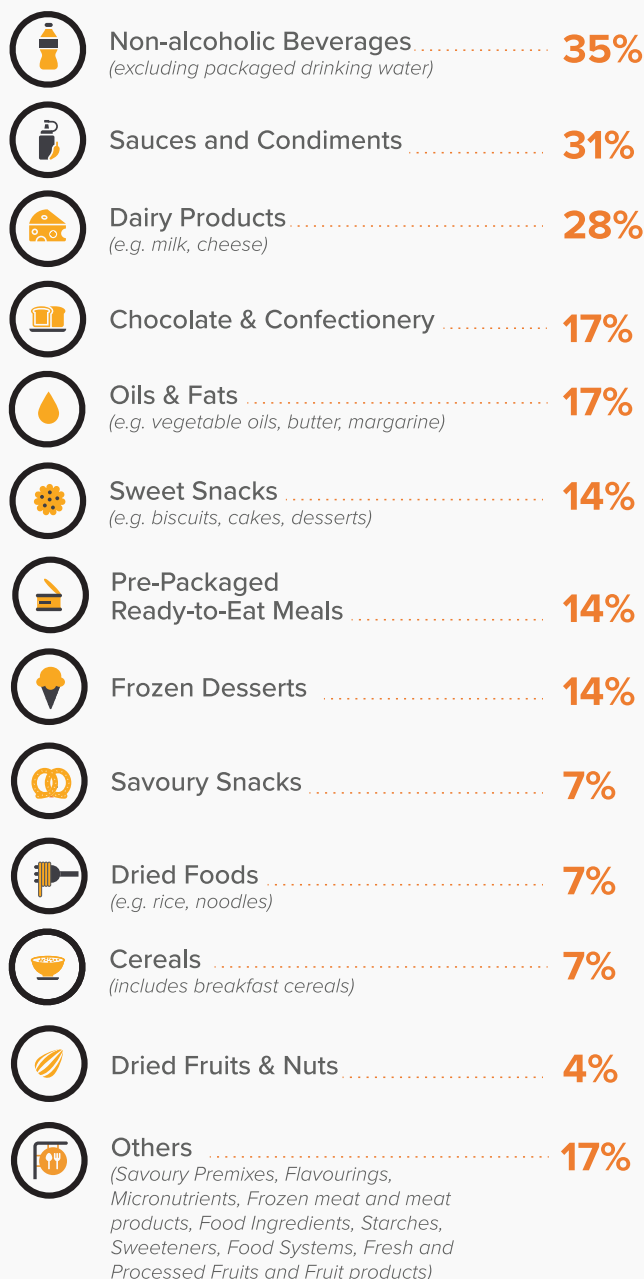 Non-alcoholic Beverages 35%
(excluding packaged drinking water)
Sauces and Condiments 31%
Dairy Products 28%
(e.g. milk, cheese)
Chocolate & Confectionery 17%
Oils & Fats 17%
(e.g. vegetable oils, butter, margarine)
Sweet Snacks 14%
(e.g. biscuits, cakes, desserts)
Pre-Packaged
Ready-to-Eat Meals 14%
Frozen Desserts 14%
Savoury Snacks 7%
Dried Foods 7%
(e.g. rice, noodles)
Cereals 7%
(includes breakfast cereals)
Dried Fruits & Nuts 4%
Others 17%
(Savoury Premixes, Flavourings,
Micronutrients, Frozen meat and meat
products, Food Ingredients, Starches,
Sweeteners, Food Systems, Fresh and
Processed Fruits and Fruit products)